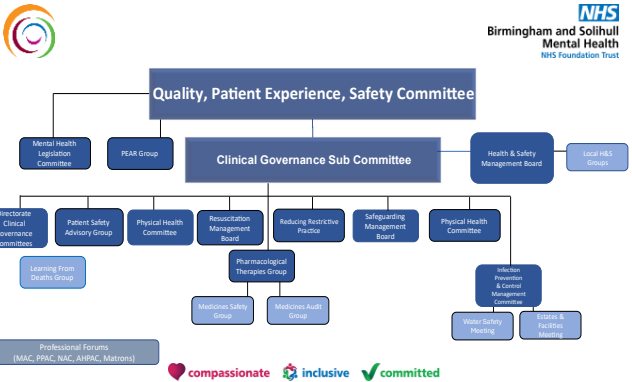 NHS
Birmingham and Solihull
Mental Health
NHS Foundation Trust
Quality, Patient Experience, Safety Committee
Mental Health
Legislation
Committee
PEAR Group
Clinical Governance Sub Committee
Health & Safety
Management Board
Local H&S
Groups
Directorate
Clinical
Governance
Committees
Patient Safety
Advisory Group
Physical Health
Committee
Resuscitation
Management
Board
Reducing Restrictive
Practice
Safeguarding
Management
Board
Physical Health
Committee
Learning From
Deaths Group
Pharmacological
Therapies Group
Infection
Prevention
& Control
Management
Committee
Medicines Safety
Group
Medicines Audit
Group
Water Safety
Meeting
Estates &
Facilities
Meeting
Professional Forums
(MAC, PPAC, NAC, AHPAC, Matrons)
compassionate inclusive committed